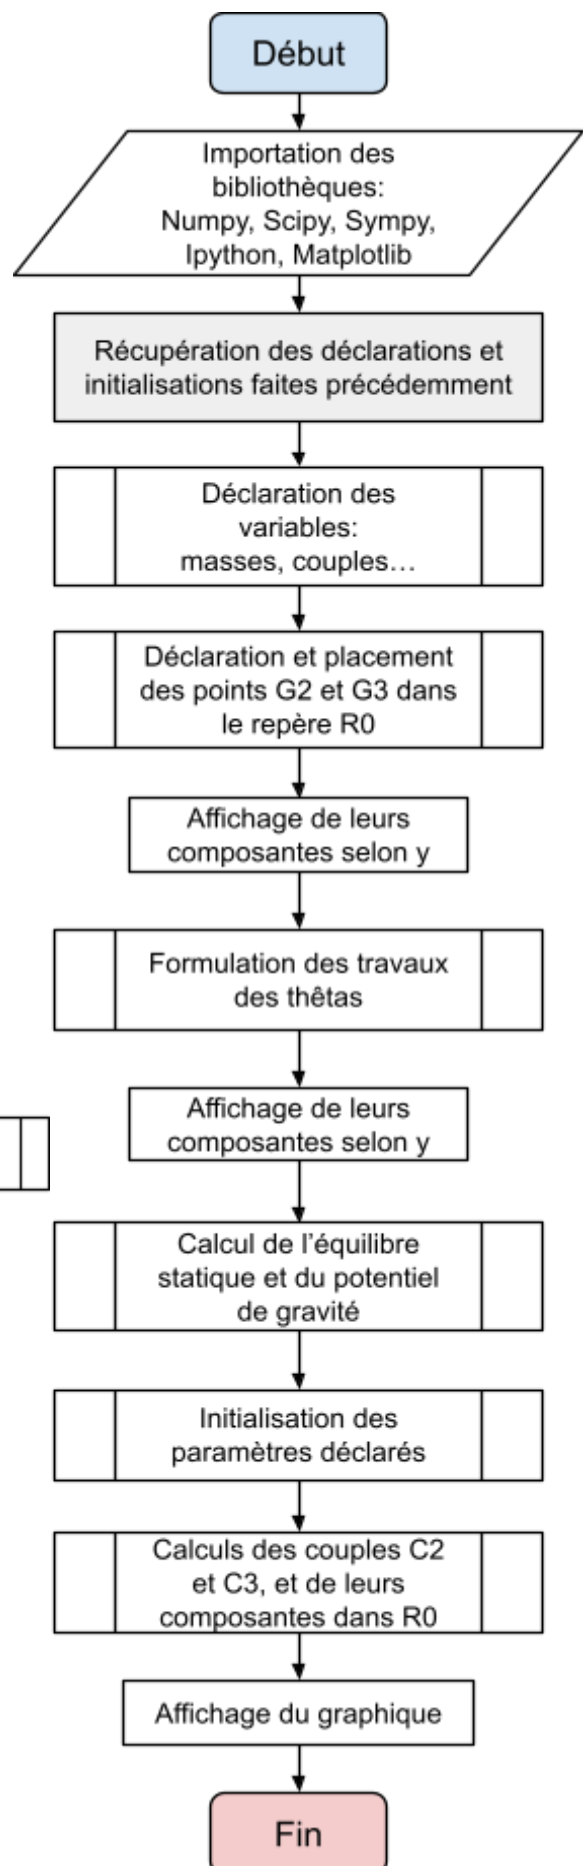 Début
Importation des
bibliothèques:
Numpy, Scipy, Sympy,
Ipython, Matplotlib
Récupération des déclarations et
initialisations faites précédemment
Déclaration des
variables:
masses, couples…
Déclaration et placement
des points G2 et G3 dans
le repère R0
Affichage de leurs
composantes selon y
Formulation des travaux
des thêtas
Affichage de leurs
composantes selon y
Calcul de l’équilibre
statique et du potentiel
de gravité
Initialisation des
paramètres déclarés
Calculs des couples C2
et C3, et de leurs
composantes dans R0
Affichage du graphique
Fin